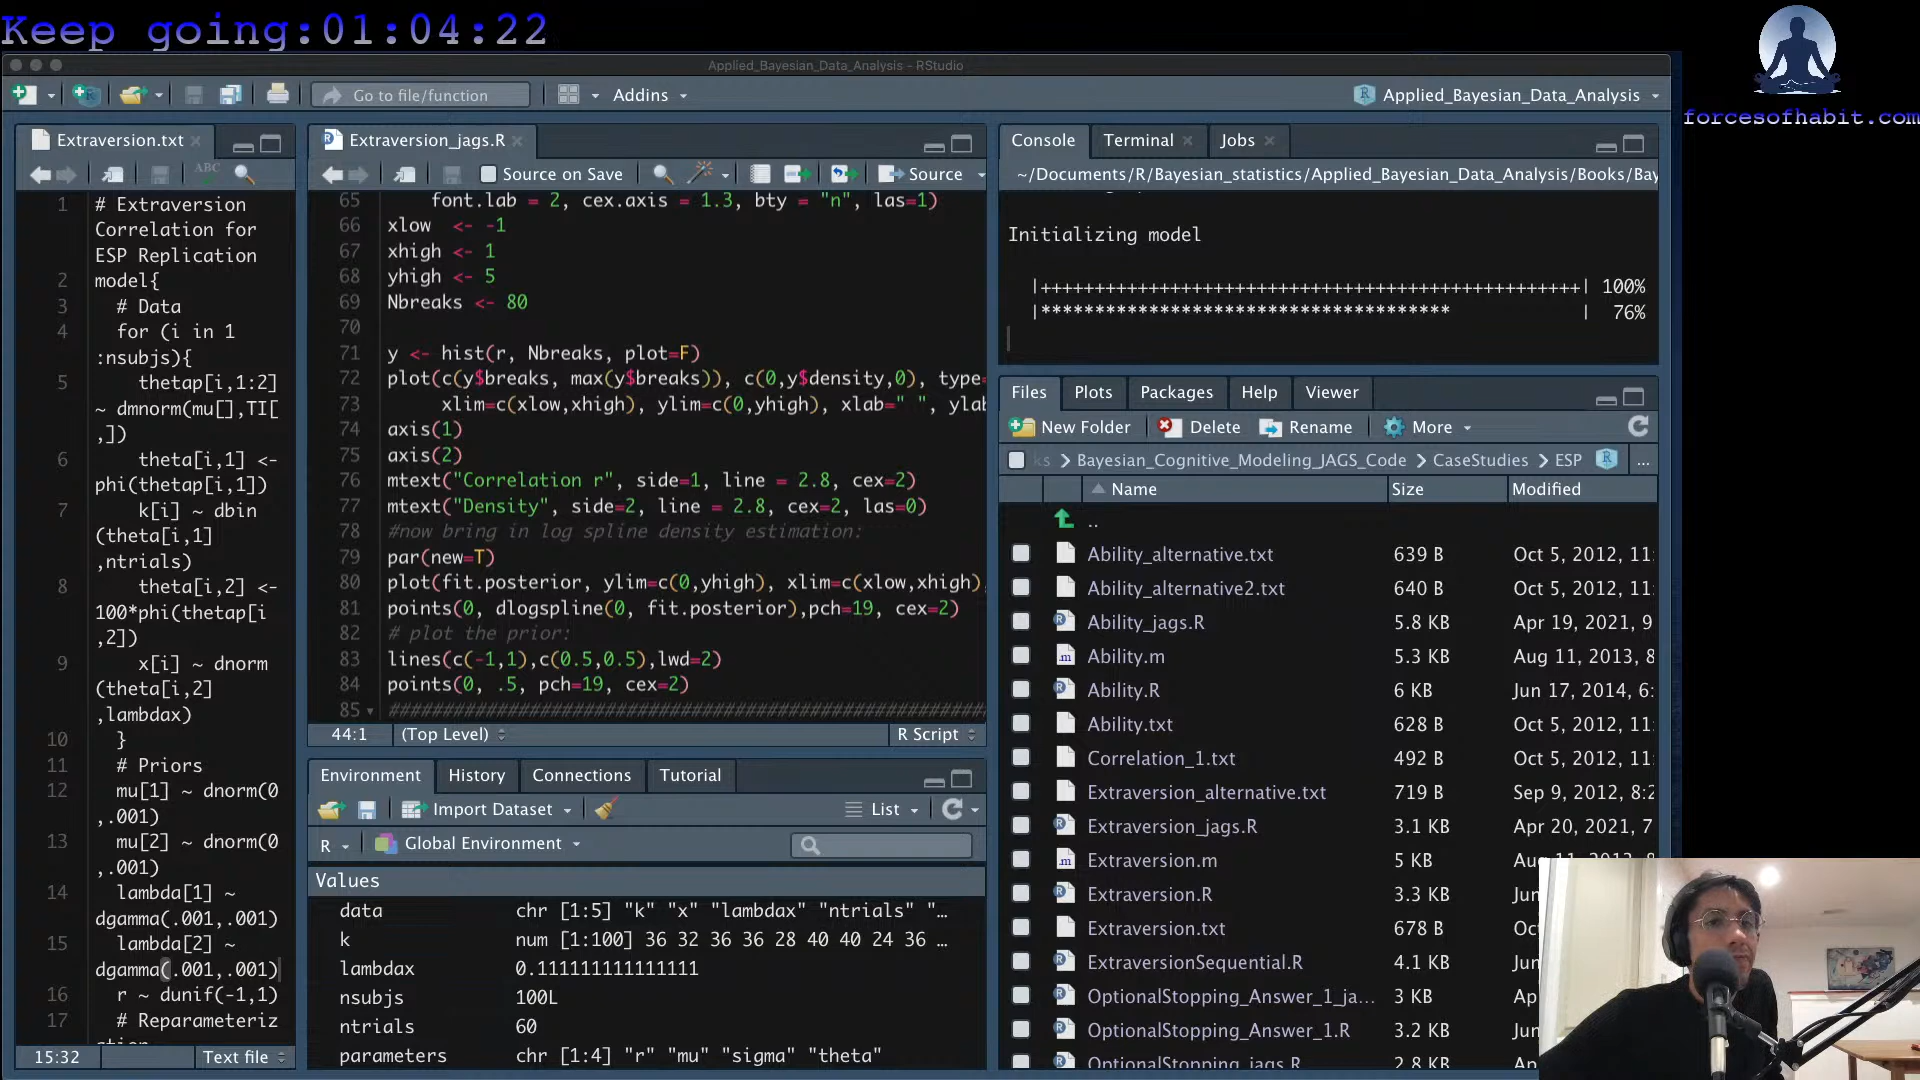 Keep going:01:04:22
forcesofhabit.com
Applied_Bayesian_Data_Analysis - RStudio
Go to file/function
Addins
Applied_Bayesian_Data_Analysis
Extraversion.txt
ABC
1 # Extraversion
Correlation for
ESP Replication
2 model{
3 # Data
4 for (i in 1
:nsubjs){
5 thetap[i,1:2]
~ dmnorm(mu[],TI[
,])
6 theta[i,1] <-
phi(thetap[i,1])
7 k[i] ~ dbin
(theta[i,1]
,ntrials)
8 theta[i,2] <-
100*phi(thetap[i
,2])
9 x[i] ~ dnorm
(theta[i,2]
,lambdax)
10 }
11 # Priors
12 mu[1] ~ dnorm(0
,.001)
13 mu[2] ~ dnorm(0
,.001)
14 lambda[1] ~
dgamma(.001,.001)
15 lambda[2] ~
dgamma(.001,.001)
16 r ~ dunif(-1,1)
17 # Reparameteriz
ation
15:32 Text file
Extraversion_jags.R
Source on Save
Source
65 font.lab = 2, cex.axis = 1.3, bty = "n", las=1)
66 xlow <- -1
67 xhigh <- 1
68 yhigh <- 5
69 Nbreaks <- 80
70
71 y <- hist(r, Nbreaks, plot=F)
72 plot(c(y$breaks, max(y$breaks)), c(0,y$density,0), type=
73 xlim=c(xlow,xhigh), ylim=c(0,yhigh), xlab=" ", ylab
74 axis(1)
75 axis(2)
76 mtext("Correlation r", side=1, line = 2.8, cex=2)
77 mtext("Density", side=2, line = 2.8, cex=2, las=0)
78 #now bring in log spline density estimation:
79 par(new=T)
80 plot(fit.posterior, ylim=c(0,yhigh), xlim=c(xlow,xhigh),
81 points(0, dlogspline(0, fit.posterior),pch=19, cex=2)
82 # plot the prior:
83 lines(c(-1,1),c(0.5,0.5),lwd=2)
84 points(0, .5, pch=19, cex=2)
85 ########################################################
44:1 (Top Level) R Script
Environment History Connections Tutorial
Import Dataset List
R Global Environment
Values
data chr [1:5] "k" "x" "lambdax" "ntrials" "…
k num [1:100] 36 32 36 36 28 40 40 24 36 …
lambdax 0.111111111111111
nsubjs 100L
ntrials 60
parameters chr [1:4] "r" "mu" "sigma" "theta"
Console Terminal Jobs
~/Documents/R/Bayesian_statistics/Applied_Bayesian_Data_Analysis/Books/Bay
Initializing model
|++++++++++++++++++++++++++++++++++++++++++++++++++| 100%
|************************************** | 76%
Files Plots Packages Help Viewer
New Folder Delete Rename More
ks Bayesian_Cognitive_Modeling_JAGS_Code CaseStudies ESP ...
Name Size Modified
..
Ability_alternative.txt 639 B Oct 5, 2012, 11:
Ability_alternative2.txt 640 B Oct 5, 2012, 11:
Ability_jags.R 5.8 KB Apr 19, 2021, 9
Ability.m 5.3 KB Aug 11, 2013, 8
Ability.R 6 KB Jun 17, 2014, 6:
Ability.txt 628 B Oct 5, 2012, 11:
Correlation_1.txt 492 B Oct 5, 2012, 11:
Extraversion_alternative.txt 719 B Sep 9, 2012, 8:2
Extraversion_jags.R 3.1 KB Apr 20, 2021, 7
Extraversion.m 5 KB Aug 11, 2013, 8
Extraversion.R 3.3 KB Jun
Extraversion.txt 678 B Oct
ExtraversionSequential.R 4.1 KB Jun
OptionalStopping_Answer_1_ja... 3 KB Ap
OptionalStopping_Answer_1.R 3.2 KB Jun
OptionalStopping_jags.R 2.8 KB Ap